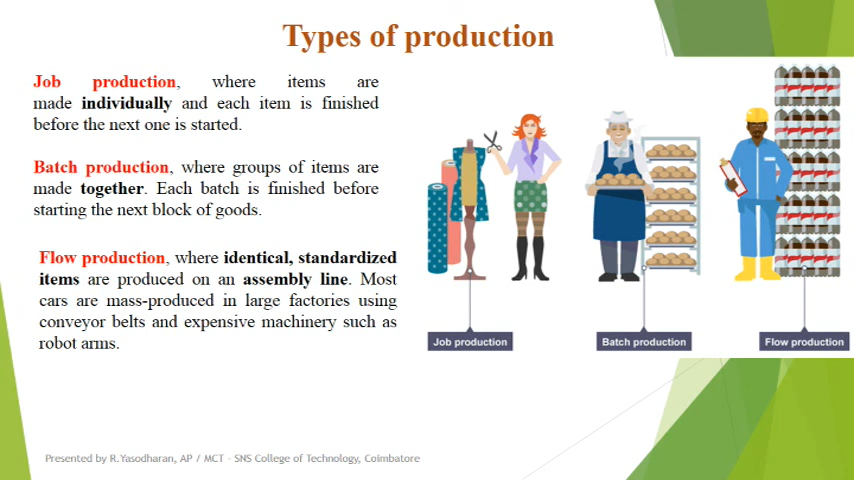 Types of production
Job production, where items are
made individually and each item is finished
before the next one is started.
Batch production, where groups of items are
made together. Each batch is finished before
starting the next block of goods.
Flow production, where identical, standardized
items are produced on an assembly line. Most
cars are mass-produced in large factories using
conveyor belts and expensive machinery such as
robot arms.
Job production
Batch production
Flow production
Presented by R.Yasodharan, AP / MCT - SNS College of Technology, Coimbatore